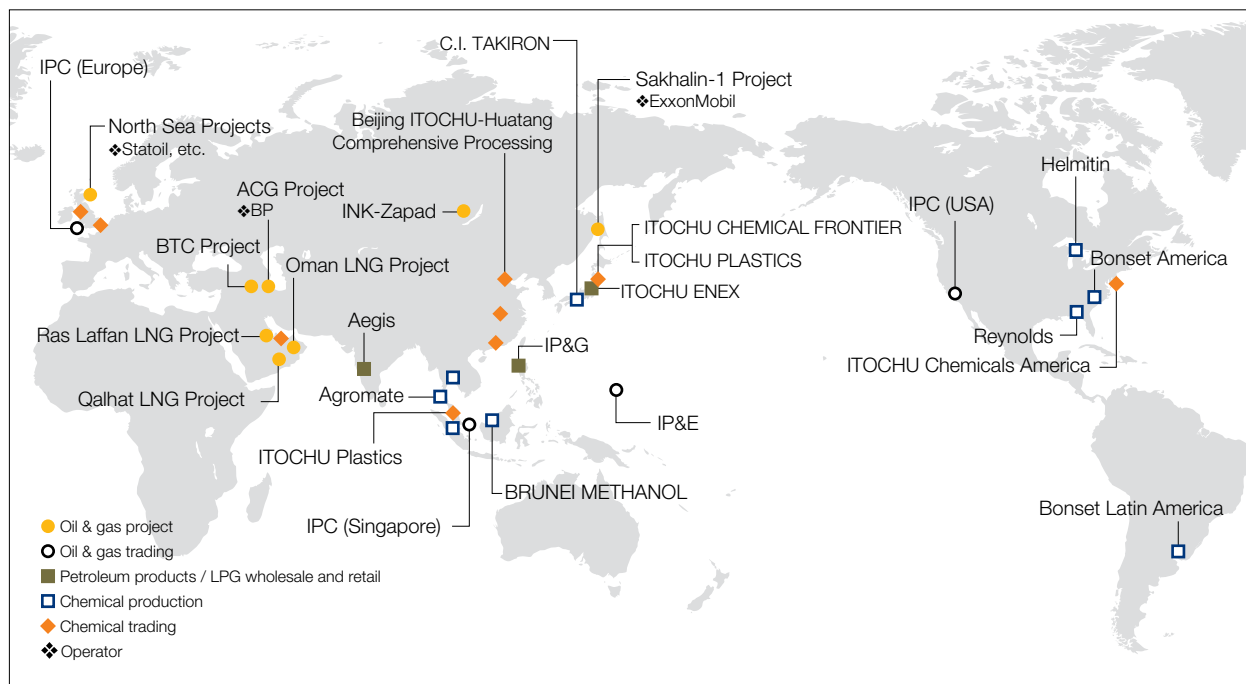 C.I. TAKIRON
IPC (Europe)
Sakhalin-1 Project
❖ExxonMobil
North Sea Projects
❖Statoil, etc.
Beijing ITOCHU-Huatang
Comprehensive Processing
Helmitin
ACG Project
❖BP
INK-Zapad
IPC (USA)
ITOCHU CHEMICAL FRONTIER
BTC Project
Oman LNG Project
ITOCHU PLASTICS
Bonset America
ITOCHU ENEX
Ras Laffan LNG Project
Aegis
IP&G
Reynolds
ITOCHU Chemicals America
Qalhat LNG Project
Agromate
IP&E
ITOCHU Plastics
BRUNEI METHANOL
IPC (Singapore)
Bonset Latin America
Oil & gas project
Oil & gas trading
Petroleum products / LPG wholesale and retail
Chemical production
Chemical trading
❖ Operator